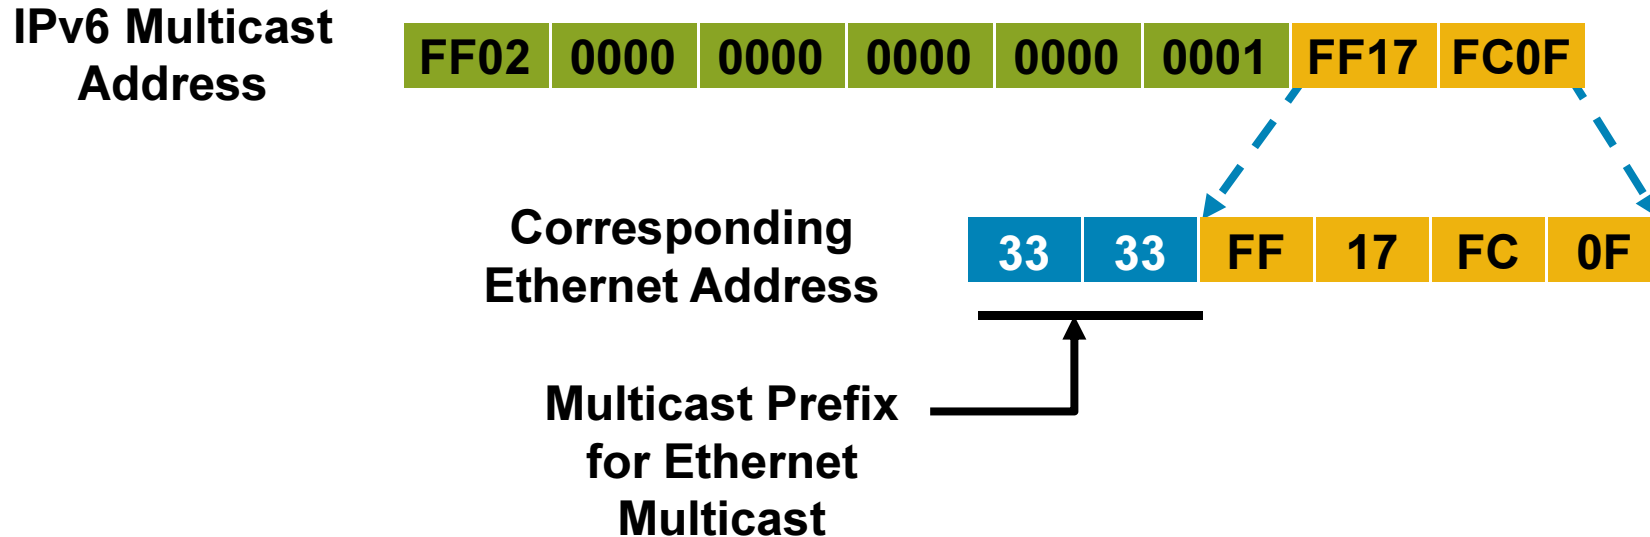 IPv6 Multicast
Address
FF02 0000 0000 0000 0000 0001 FF17 FC0F
Corresponding
Ethernet Address
33 33 FF 17 FC 0F
Multicast Prefix
for Ethernet
Multicast